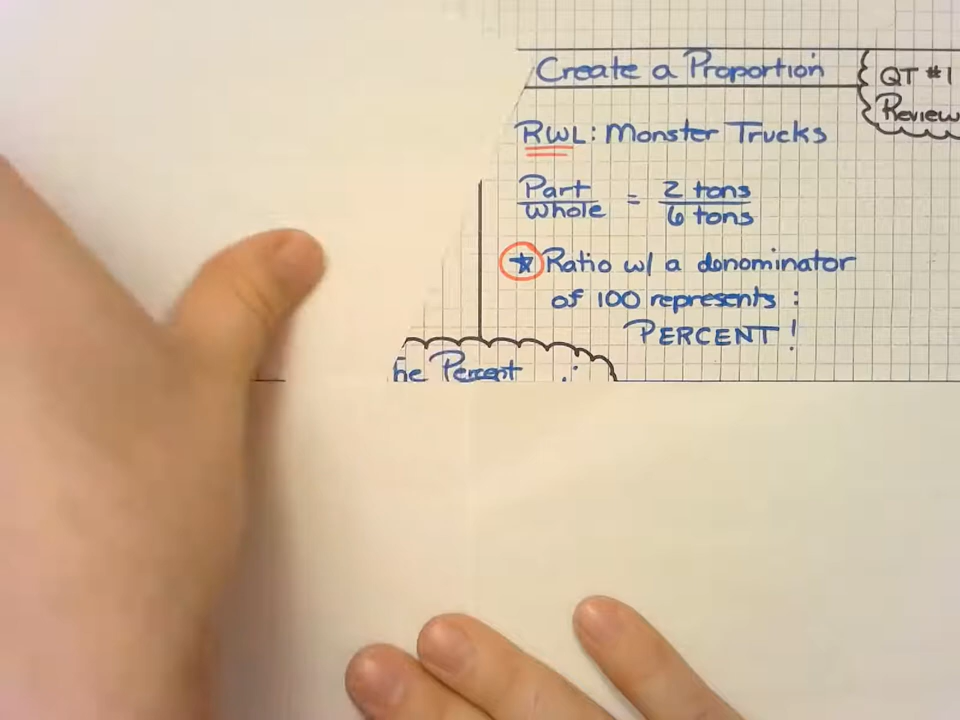 Create a Proportion
QT #1
Review
RWL: Monster Trucks
Part = 2 tons
Whole 6 tons
★ Ratio w/ a denominator
of 100 represents :
PERCENT!
he Percent